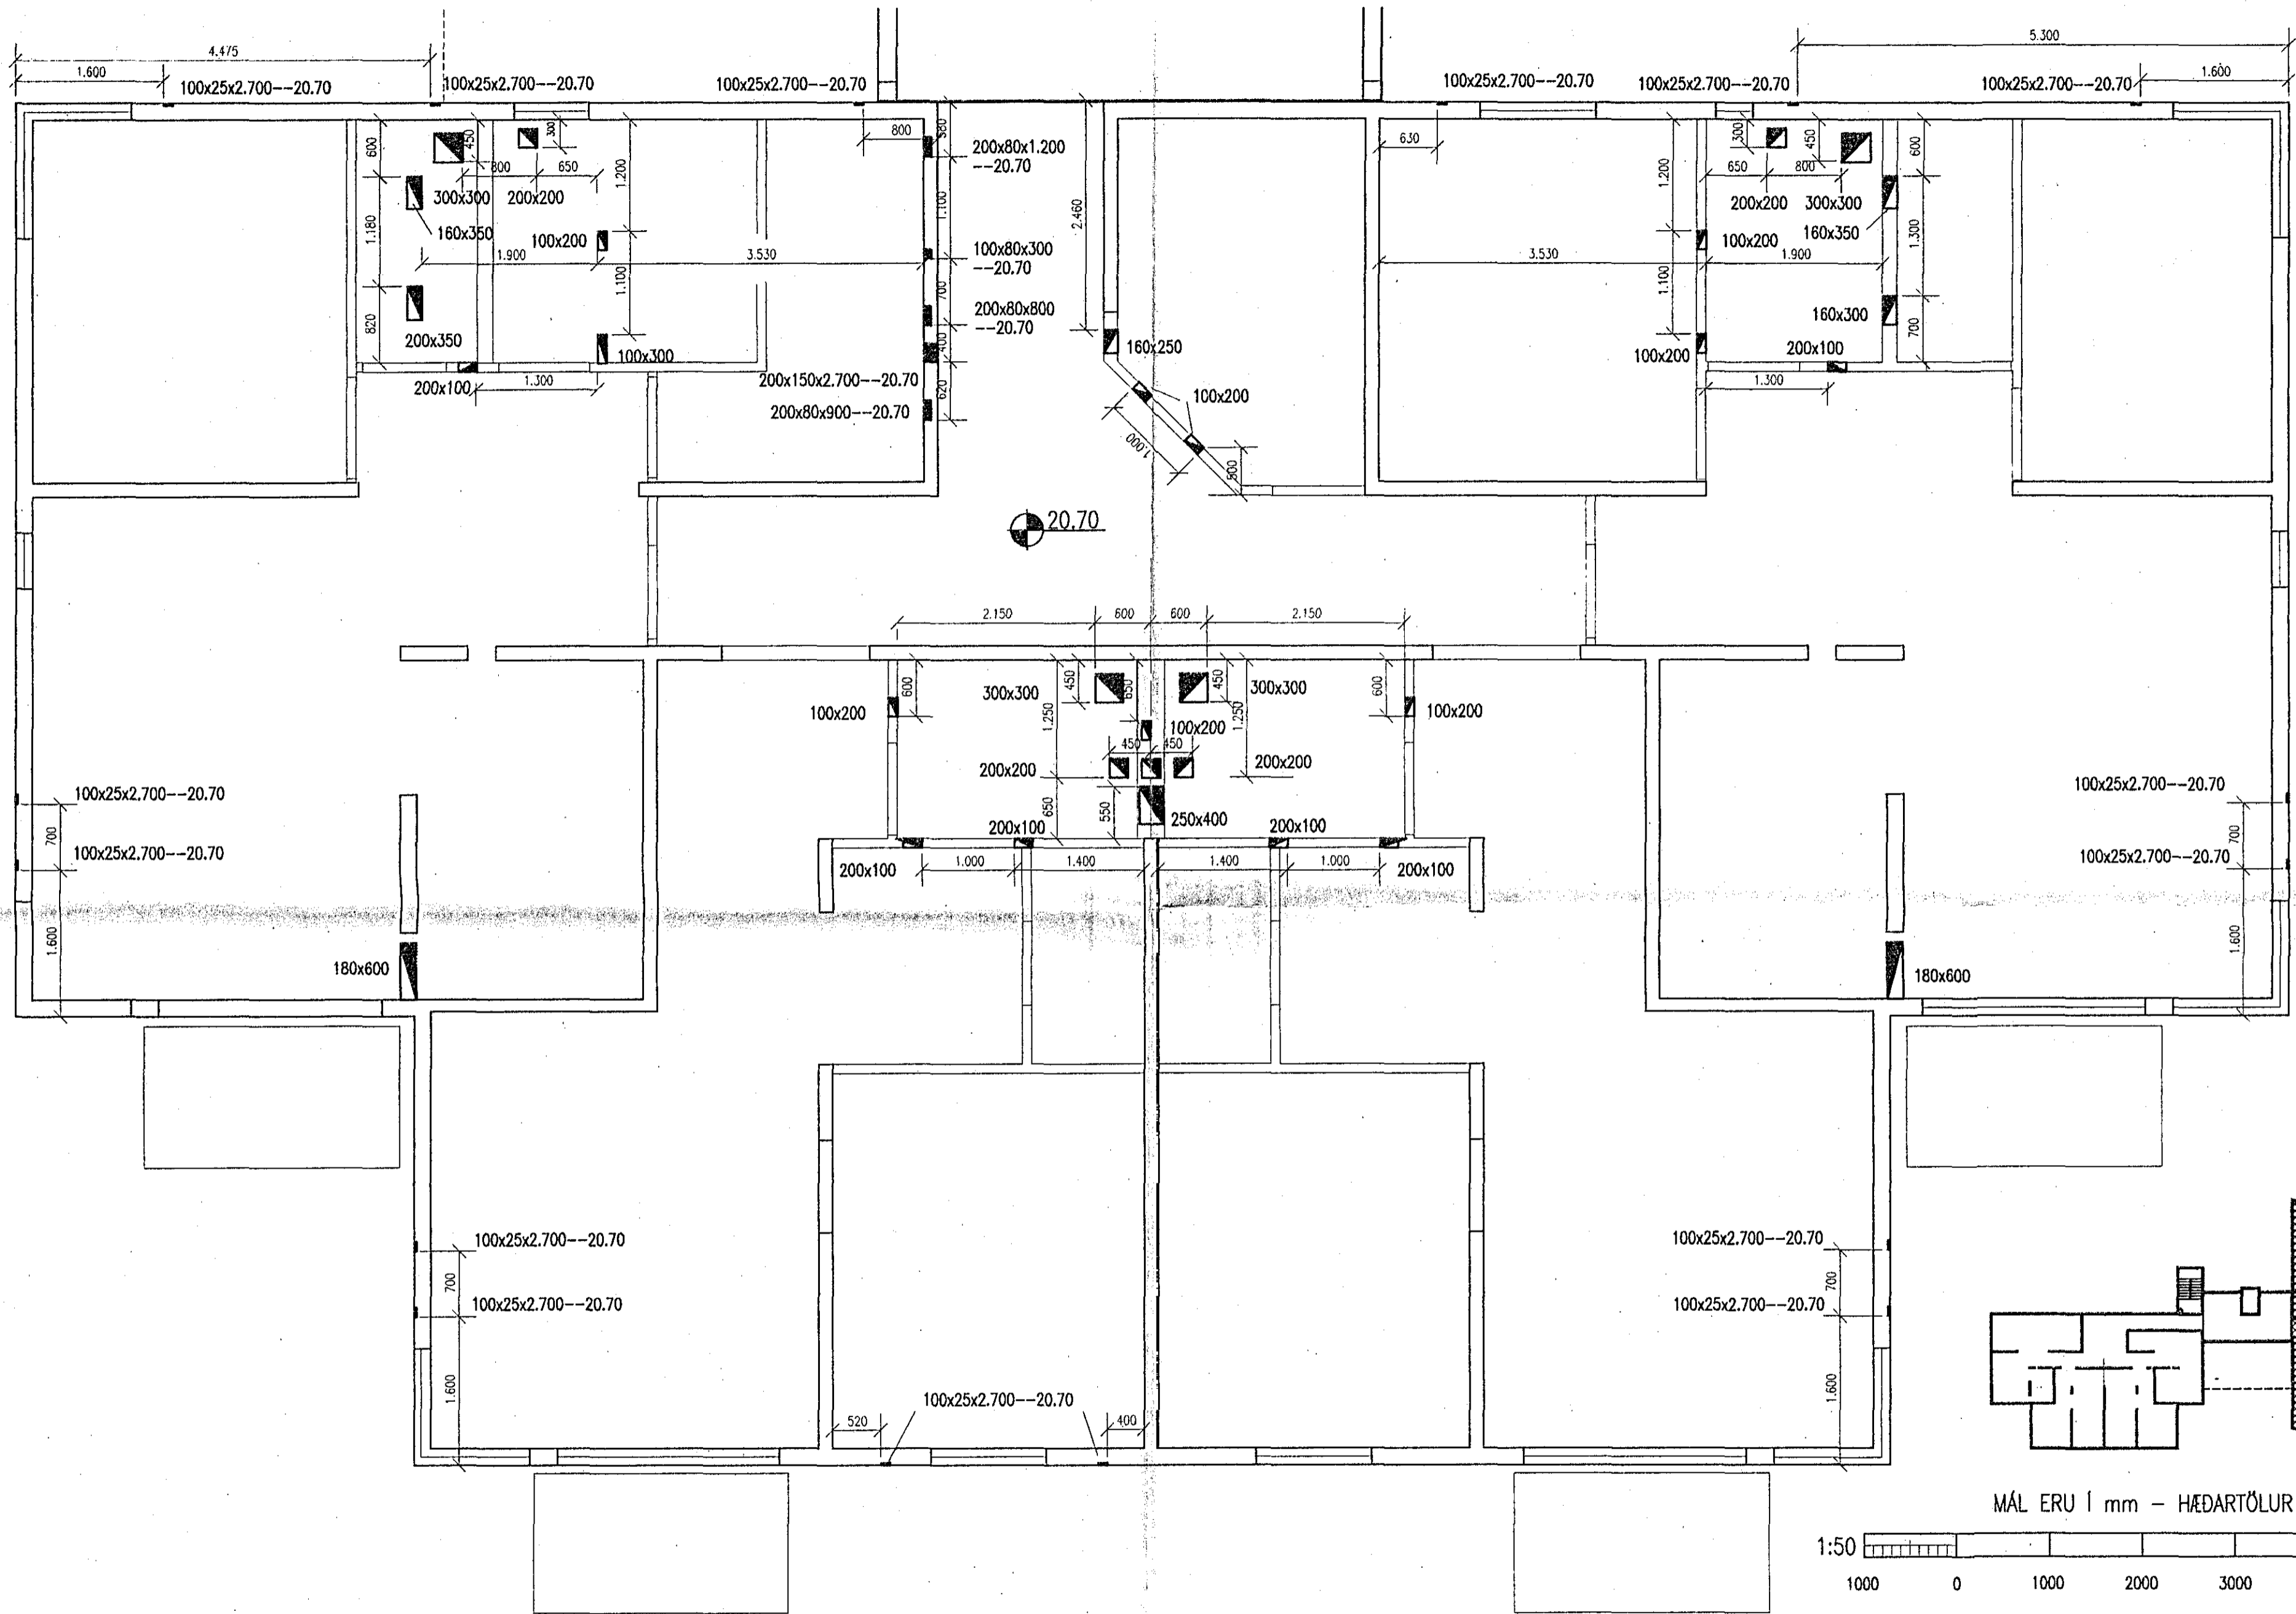 4.475
5.300
1.600
1.600
100x25x2.700--20.70
100x25x2.700--20.70
100x25x2.700--20.70
100x25x2.700--20.70
100x25x2.700--20.70
100x25x2.700--20.70
600
450
300
800
580
630
300
450
600
200x80x1.200
--20.70
800
650
1.200
650
800
1.200
300x300
200x200
200x200
300x300
1.180
160x350
100x200
1.100
2.460
100x200
160x350
1.300
100x80x300
--20.70
1.900
3.530
3.530
1.900
1.100
700
1.100
200x80x800
--20.70
160x300
820
200x350
100x300
400
160x250
100x200
200x100
700
200x100
1.300
200x150x2.700--20.70
620
100x200
1.300
200x80x900--20.70
1.000
500
20.70
2.150
600
600
2.150
600
300x300
450
650
450
300x300
600
100x200
1.250
100x200
1.250
100x200
450
450
200x200
200x200
100x25x2.700--20.70
100x25x2.700--20.70
650
550
250x400
700
200x100
200x100
700
100x25x2.700--20.70
100x25x2.700--20.70
200x100
1.000
1.400
1.400
1.000
200x100
1.600
1.600
180x600
180x600
100x25x2.700--20.70
100x25x2.700--20.70
700
700
100x25x2.700--20.70
100x25x2.700--20.70
1.600
1.600
100x25x2.700--20.70
520
400
MÁL ERU Í mm – HÆÐARTÖLUR
1:50
1000 0 1000 2000 3000